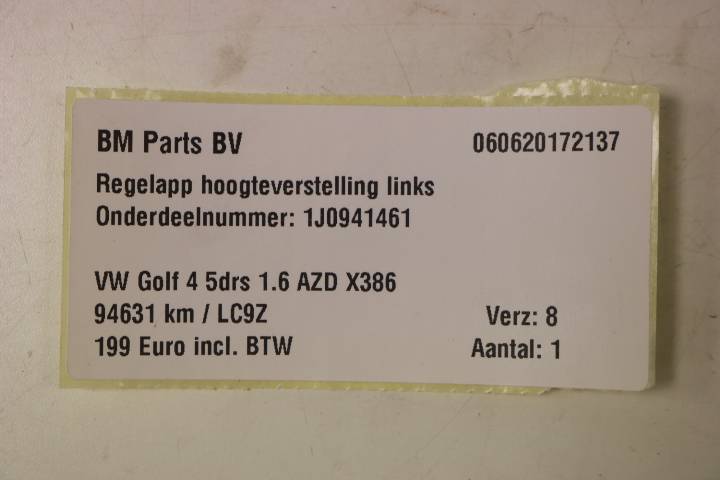 BM Parts BV 060620172137
Regelapp hoogteverstelling links
Onderdeelnummer: 1J0941461
VW Golf 4 5drs 1.6 AZD X386
94631 km / LC9Z Verz: 8
199 Euro incl. BTW Aantal: 1